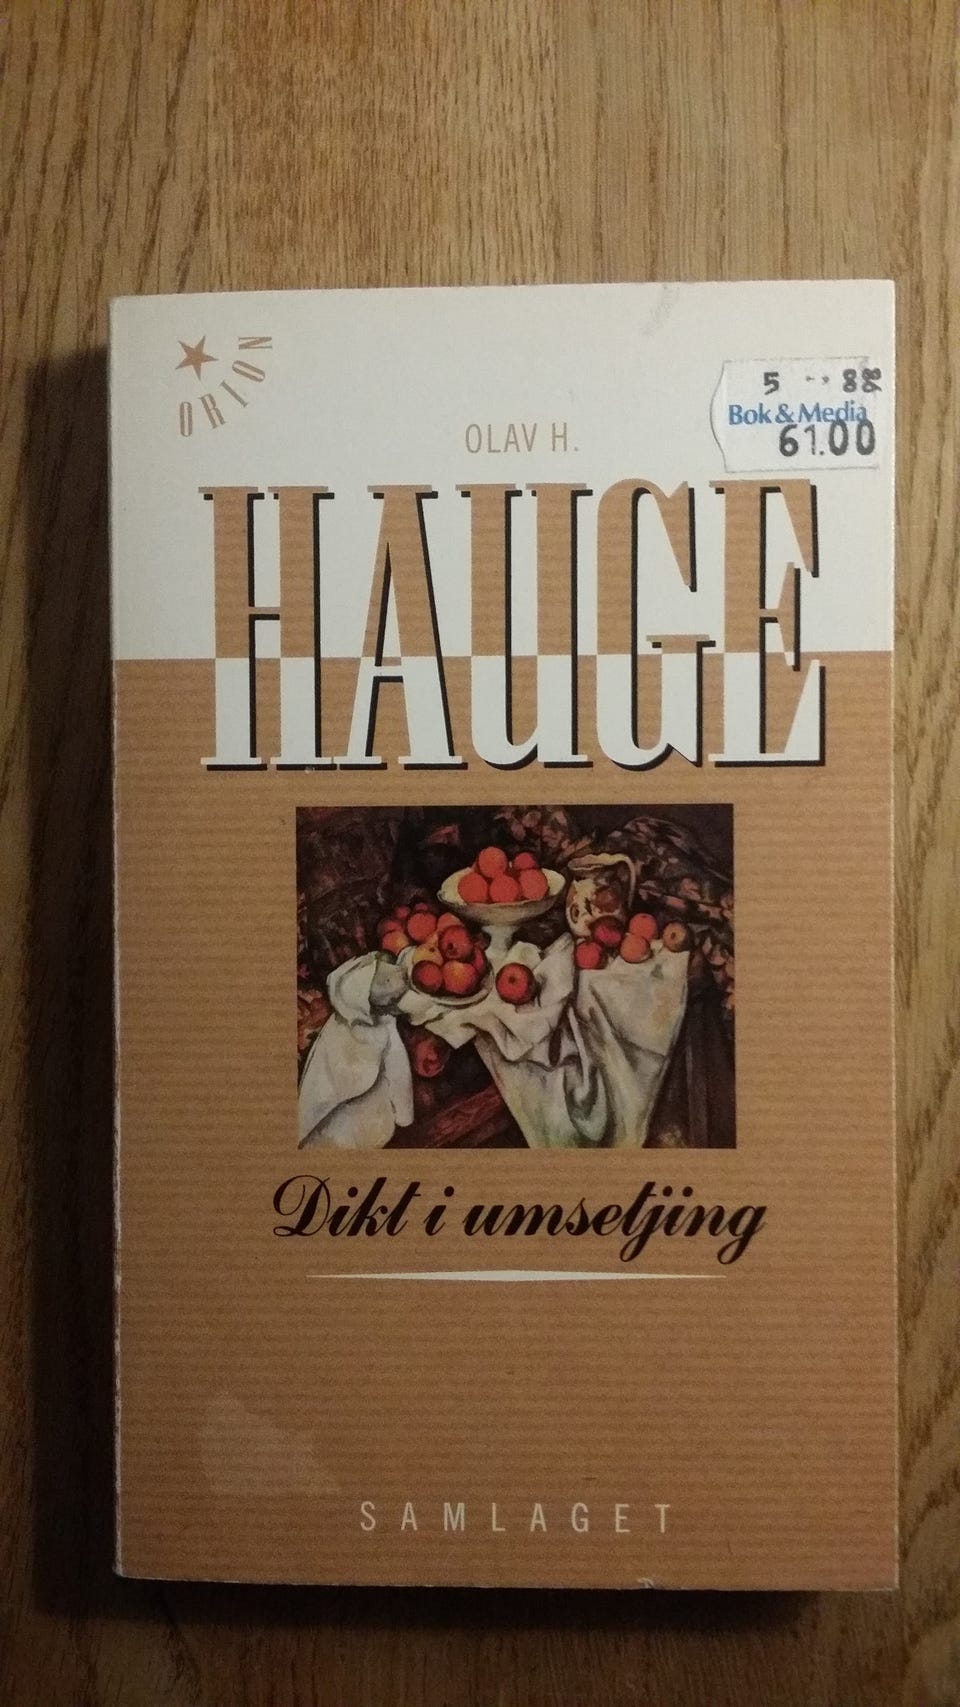 ORION
5 88
Bok & Media
61.00
OLAV H.
HAUGE
Dikt i umsetjing
SAMLAGET